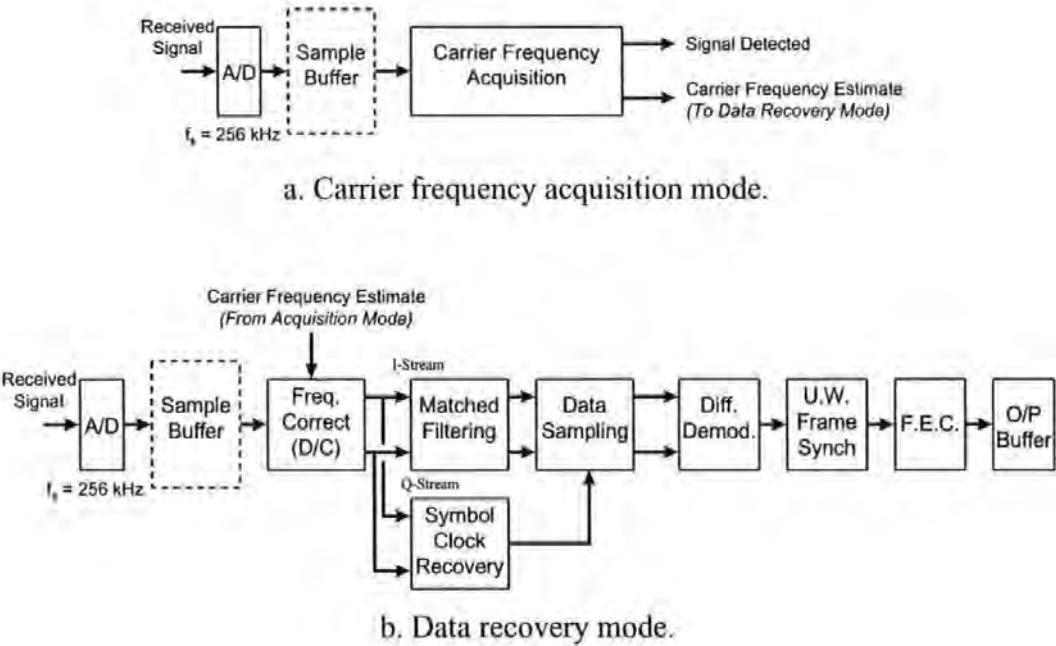 Received
Signal
A/D
fs = 256 kHz
Sample
Buffer
Carrier Frequency
Acquisition
Signal Detected
Carrier Frequency Estimate
(To Data Recovery Mode)
a. Carrier frequency acquisition mode.
Carrier Frequency Estimate
(From Acquisition Mode)
Received
Signal
A/D
fs = 256 kHz
Sample
Buffer
Freq.
Correct
(D/C)
I-Stream
Q-Stream
Matched
Filtering
Symbol
Clock
Recovery
Data
Sampling
Diff.
Demod.
U.W.
Frame
Synch
F.E.C.
O/P
Buffer
b. Data recovery mode.